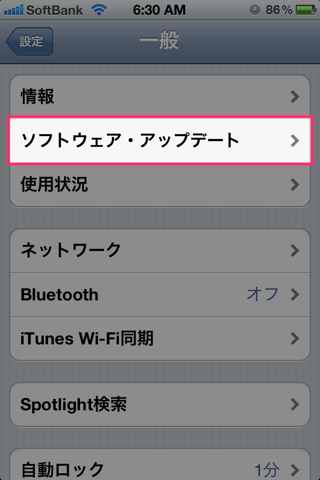 SoftBank 6:30 AM 86%
設定 一般
情報
ソフトウェア・アップデート
使用状況
ネットワーク
Bluetooth オフ
iTunes Wi-Fi同期
Spotlight検索
自動ロック 1分